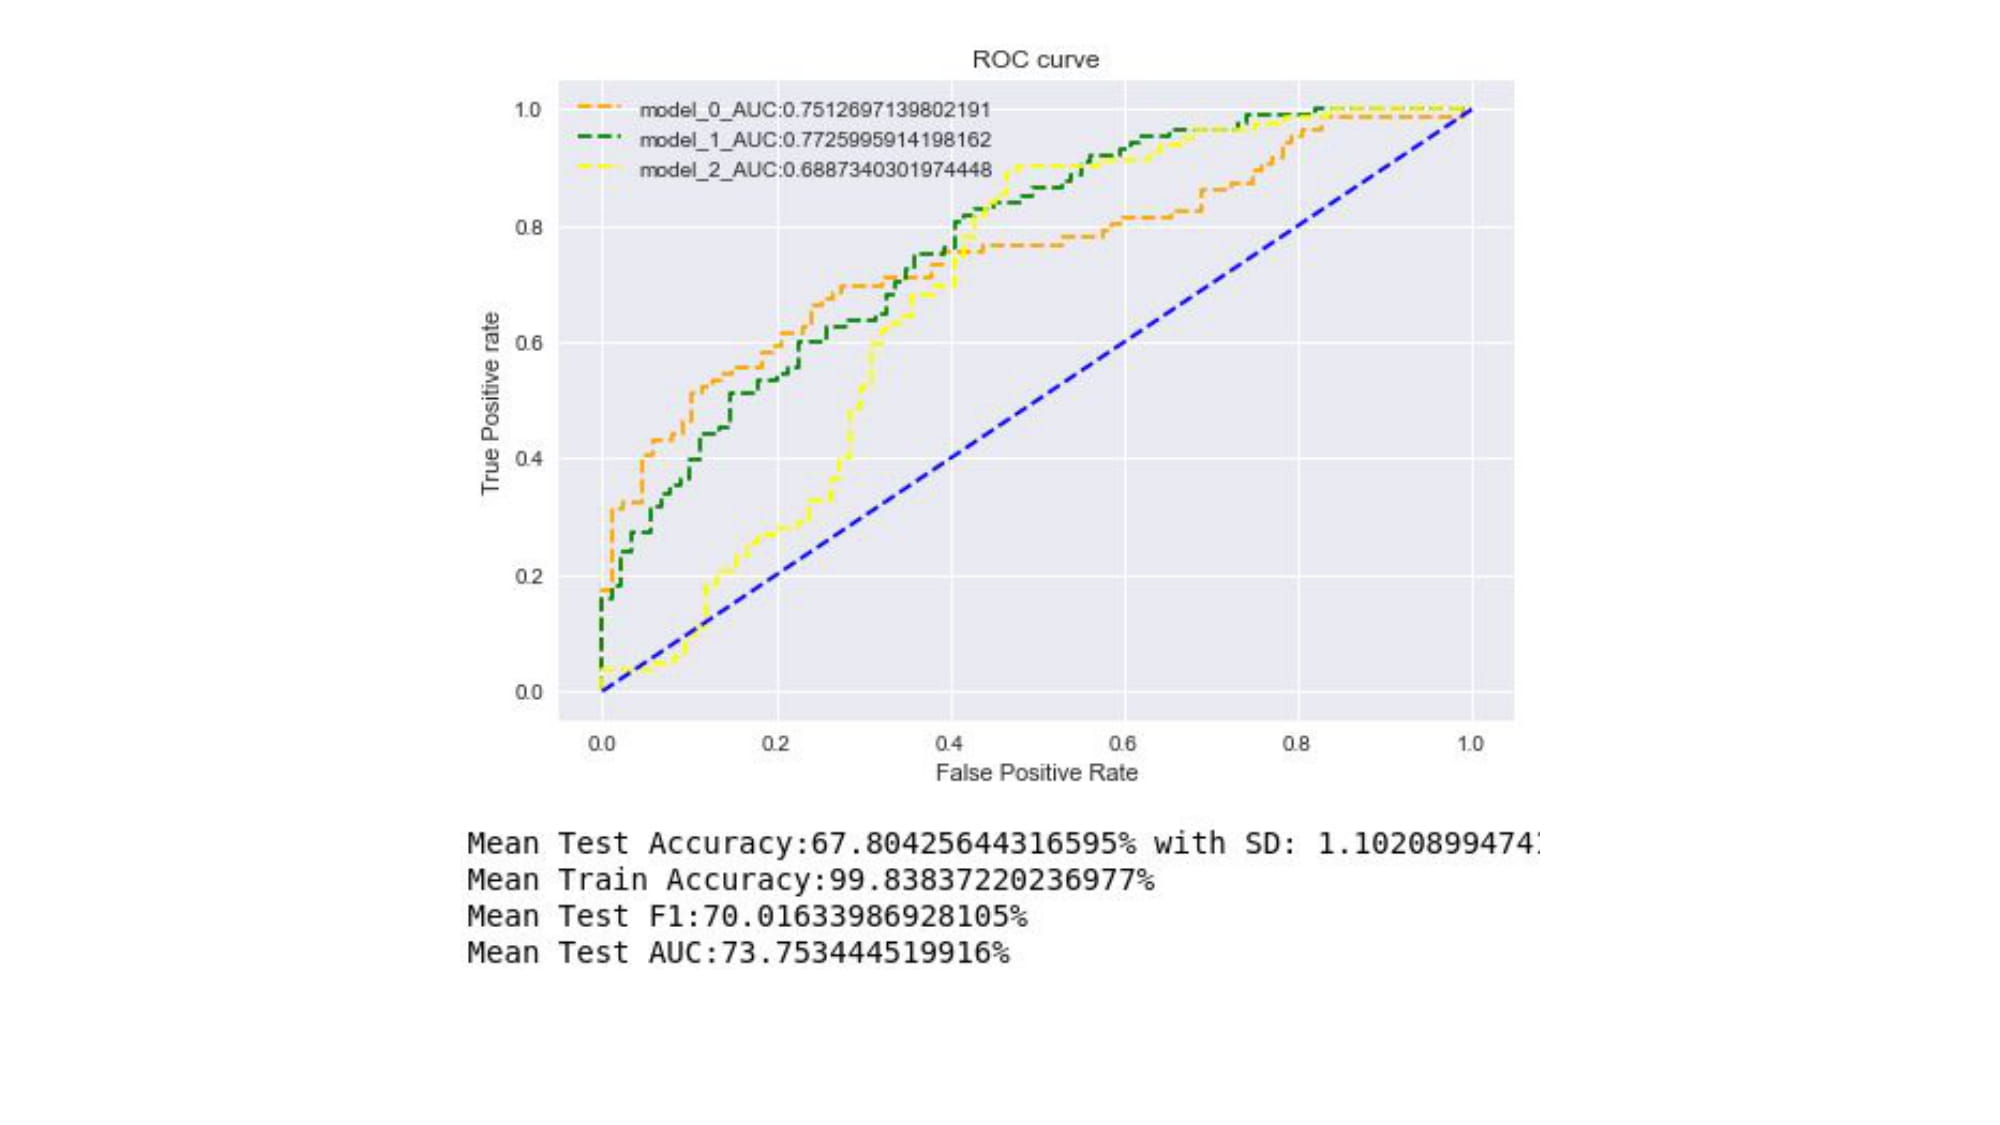 ROC curve
model_0_AUC:0.7512697139802191
model_1_AUC:0.7725995914198162
model_2_AUC:0.6887340301974448
1.0
0.8
0.6
0.4
0.2
0.0
True Positive rate
0.0 0.2 0.4 0.6 0.8 1.0
False Positive Rate
Mean Test Accuracy:67.80425644316595% with SD: 1.1020899474
Mean Train Accuracy:99.83837220236977%
Mean Test F1:70.01633986928105%
Mean Test AUC:73.753444519916%